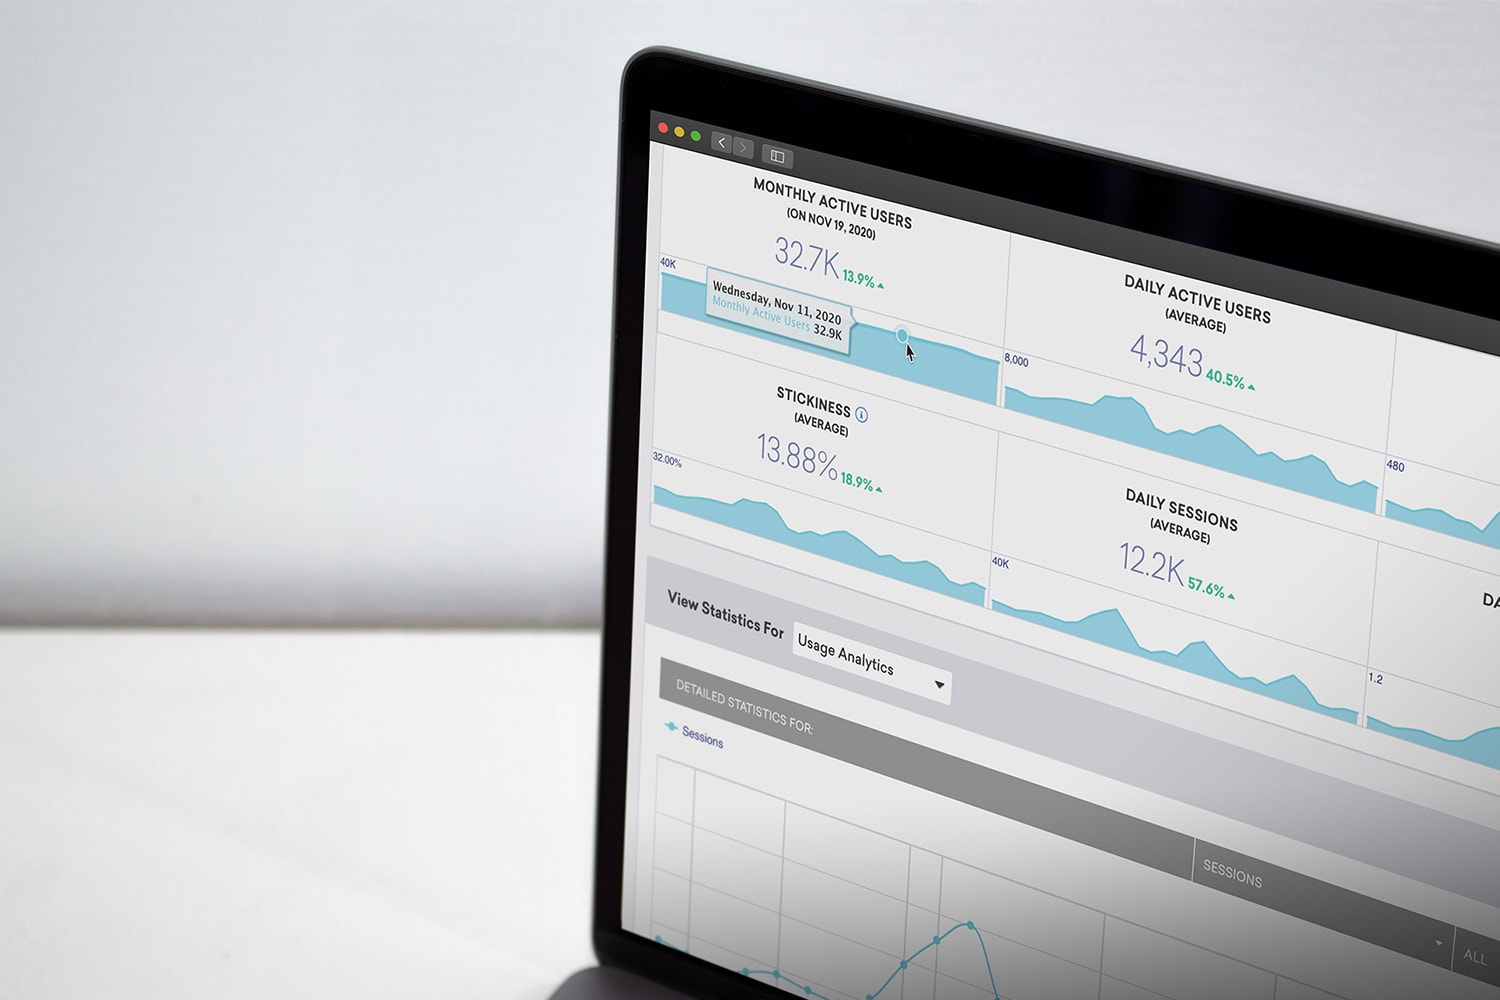 MONTHLY ACTIVE USERS
(ON NOV 19, 2020)
32.7K 13.9%
40K
Wednesday, Nov 11, 2020
Monthly Active Users 32.9K
DAILY ACTIVE USERS
(AVERAGE)
4,343 40.5%
8,000
480
STICKINESS
(AVERAGE)
13.88% 18.9%
32.00%
DAILY SESSIONS
(AVERAGE)
12.2K 57.6%
40K
1.2
View Statistics For Usage Analytics
DETAILED STATISTICS FOR:
SESSIONS
ALL
Sessions